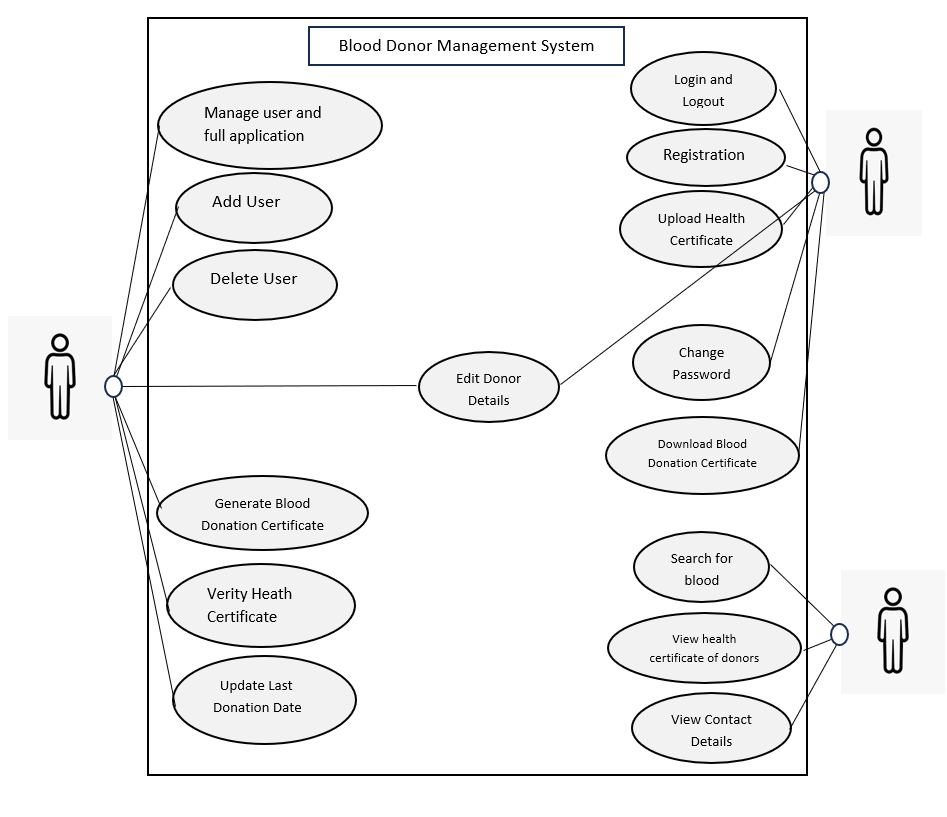 Blood Donor Management System
Manage user and
full application
Add User
Delete User
Edit Donor
Details
Generate Blood
Donation Certificate
Verity Heath
Certificate
Update Last
Donation Date
Login and
Logout
Registration
Upload Health
Certificate
Change
Password
Download Blood
Donation Certificate
Search for
blood
View health
certificate of donors
View Contact
Details